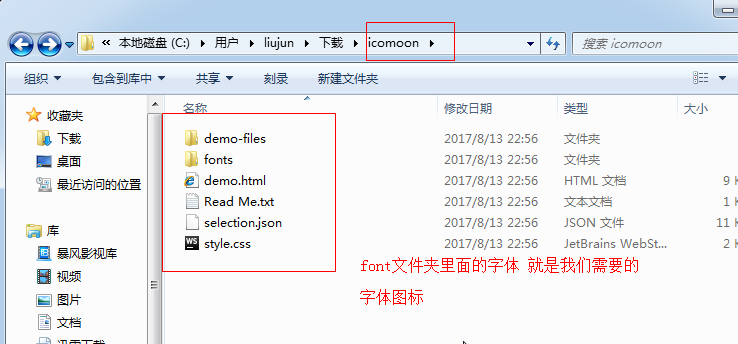 « 本地磁盘 (C:) ▸ 用户 ▸ liujun ▸ 下载 ▸ icomoon ▸
搜索 icomoon
组织 包含到库中 共享 刻录 新建文件夹
收藏夹
下载
桌面
最近访问的位置
库
暴风影视库
视频
图片
文档
迅雷下载
名称 修改日期 类型 大小
demo-files 2017/8/13 22:56 文件夹
fonts 2017/8/13 22:56 文件夹
demo.html 2017/8/13 22:56 HTML 文档 9 K
Read Me.txt 2017/8/13 22:56 文本文档 1 K
selection.json 2017/8/13 22:56 JSON 文件 11 K
style.css 2017/8/13 22:56 JetBrains WebSt... 2 K
font文件夹里面的字体 就是我们需要的
字体图标